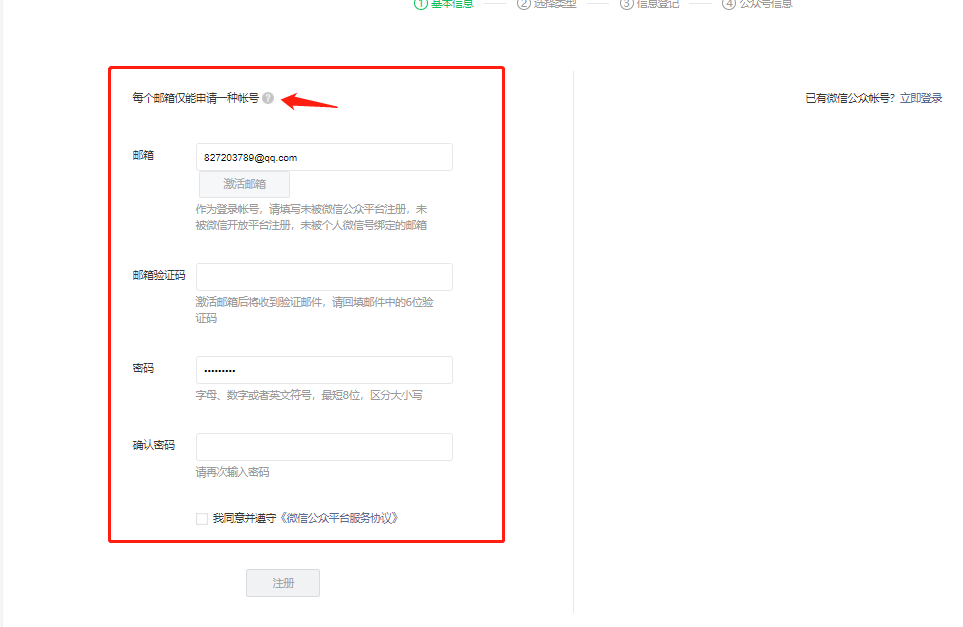 ① 基本信息 ② 选择类型 ③ 信息登记 ④ 公众号信息
每个邮箱仅能申请一种帐号 ?
已有微信公众帐号？立即登录
邮箱
827203789@qq.com
激活邮箱
作为登录帐号，请填写未被微信公众平台注册，未
被微信开放平台注册，未被个人微信号绑定的邮箱
邮箱验证码
激活邮箱后将收到验证邮件，请回填邮件中的6位验
证码
密码
•••••••••
字母、数字或者英文符号，最短8位，区分大小写
确认密码
请再次输入密码
我同意并遵守《微信公众平台服务协议》
注册